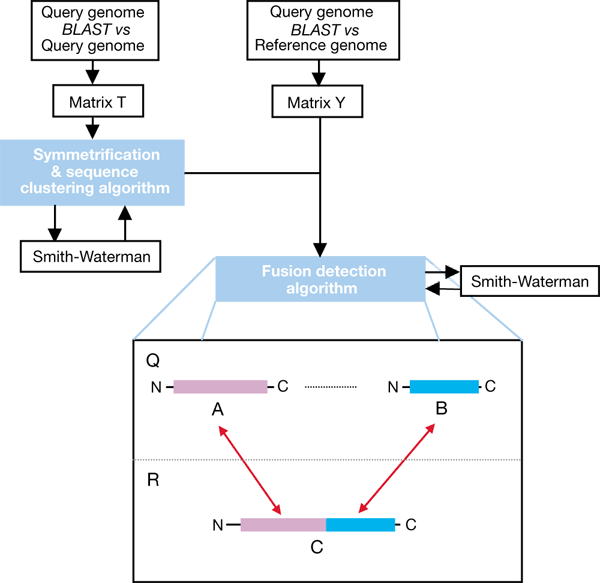 Query genome
BLAST vs
Query genome
Query genome
BLAST vs
Reference genome
Matrix T
Matrix Y
Symmetrification
& sequence
clustering algorithm
Smith-Waterman
Fusion detection
algorithm
Smith-Waterman
Q
N C N C
A B
R
N C
C